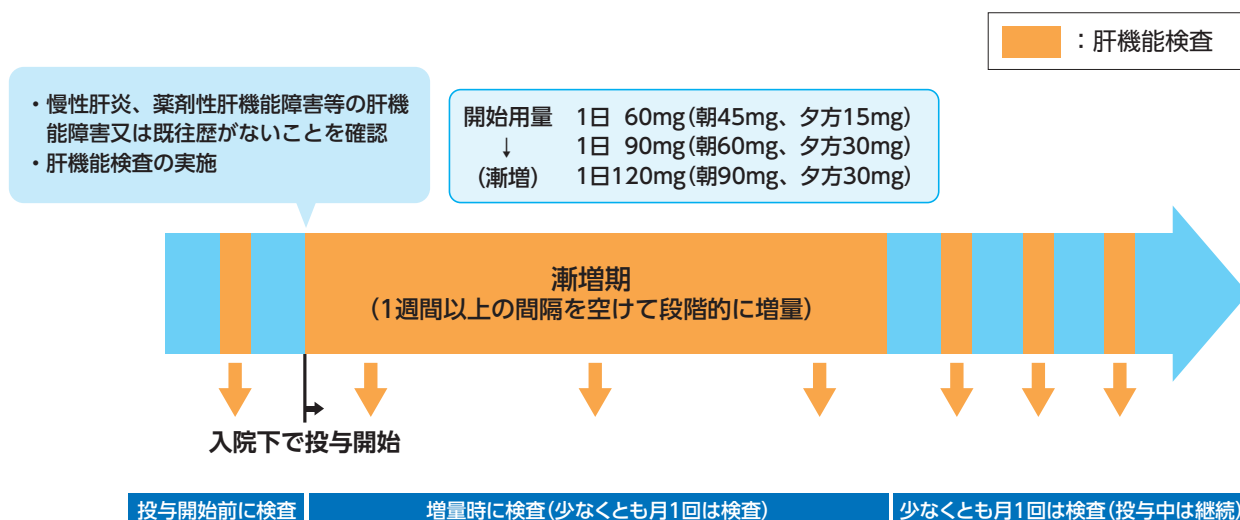 ：肝機能検査
・慢性肝炎、薬剤性肝機能障害等の肝機
能障害又は既往歴がないことを確認
・肝機能検査の実施
開始用量 1日 60mg(朝45mg、夕方15mg)
↓ 1日 90mg(朝60mg、夕方30mg)
(漸増) 1日120mg(朝90mg、夕方30mg)
漸増期
(1週間以上の間隔を空けて段階的に増量)
入院下で投与開始
投与開始前に検査
増量時に検査(少なくとも月1回は検査)
少なくとも月1回は検査(投与中は継続)